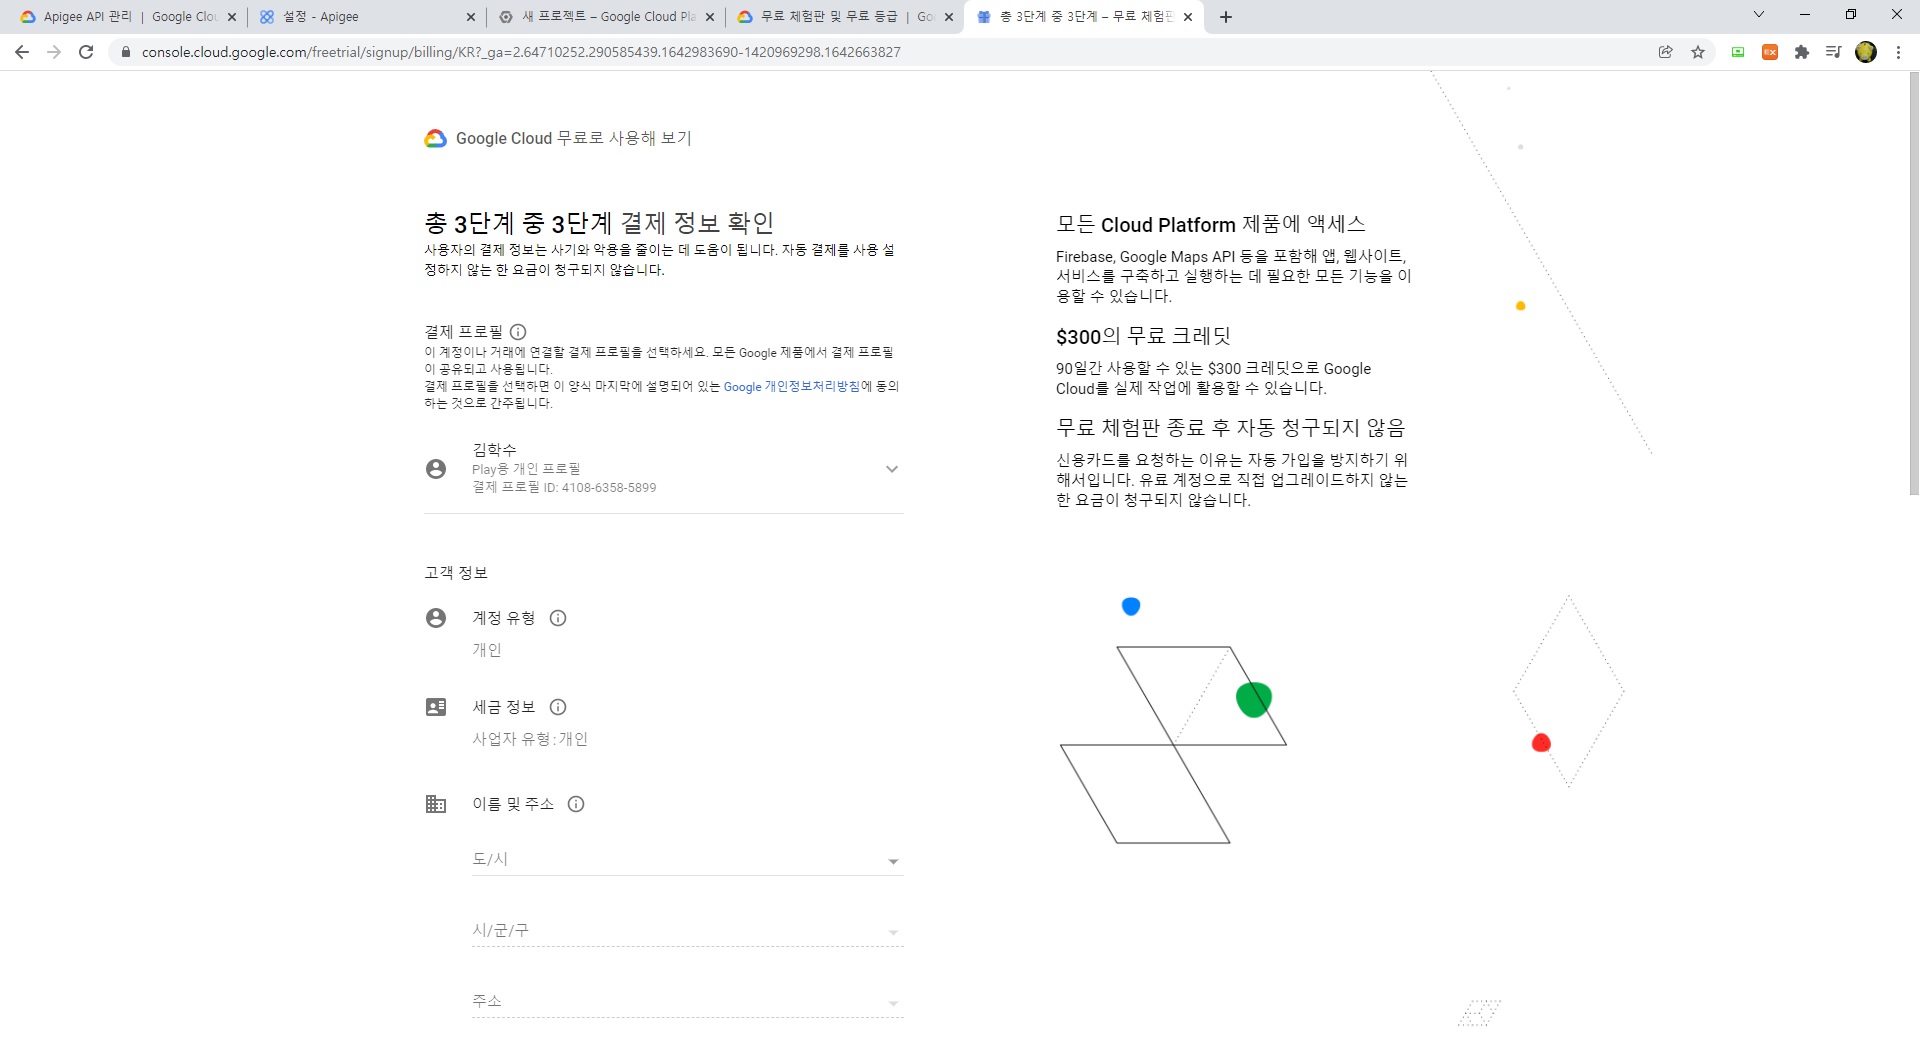 Apigee API 관리 | Google Clou
설정 - Apigee
새 프로젝트 – Google Cloud Pla
무료 체험판 및 무료 등급 | Goo
총 3단계 중 3단계 – 무료 체험판
console.cloud.google.com/freetrial/signup/billing/KR?_ga=2.64710252.290585439.1642983690-1420969298.1642663827
EX
Google Cloud 무료로 사용해 보기
총 3단계 중 3단계 결제 정보 확인
사용자의 결제 정보는 사기와 악용을 줄이는 데 도움이 됩니다. 자동 결제를 사용 설
정하지 않는 한 요금이 청구되지 않습니다.
결제 프로필
이 계정이나 거래에 연결할 결제 프로필을 선택하세요. 모든 Google 제품에서 결제 프로필
이 공유되고 사용됩니다.
결제 프로필을 선택하면 이 양식 마지막에 설명되어 있는 Google 개인정보처리방침에 동의
하는 것으로 간주됩니다.
김학수
Play용 개인 프로필
결제 프로필 ID: 4108-6358-5899
고객 정보
계정 유형
개인
세금 정보
사업자 유형:개인
이름 및 주소
도/시
시/군/구
주소
모든 Cloud Platform 제품에 액세스
Firebase, Google Maps API 등을 포함해 앱, 웹사이트,
서비스를 구축하고 실행하는 데 필요한 모든 기능을 이
용할 수 있습니다.
$300의 무료 크레딧
90일간 사용할 수 있는 $300 크레딧으로 Google
Cloud를 실제 작업에 활용할 수 있습니다.
무료 체험판 종료 후 자동 청구되지 않음
신용카드를 요청하는 이유는 자동 가입을 방지하기 위
해서입니다. 유료 계정으로 직접 업그레이드하지 않는
한 요금이 청구되지 않습니다.